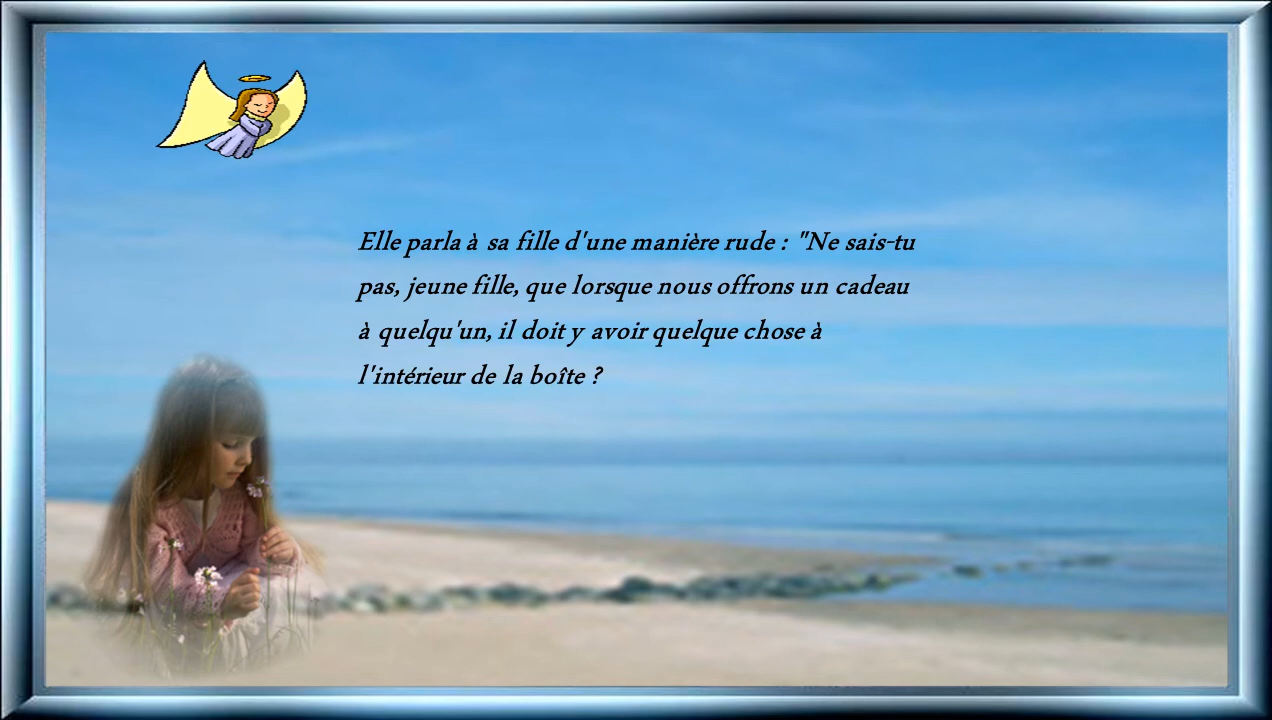 Elle parla à sa fille d'une manière rude : "Ne sais-tu
pas, jeune fille, que lorsque nous offrons un cadeau
à quelqu'un, il doit y avoir quelque chose à
l'intérieur de la boîte ?